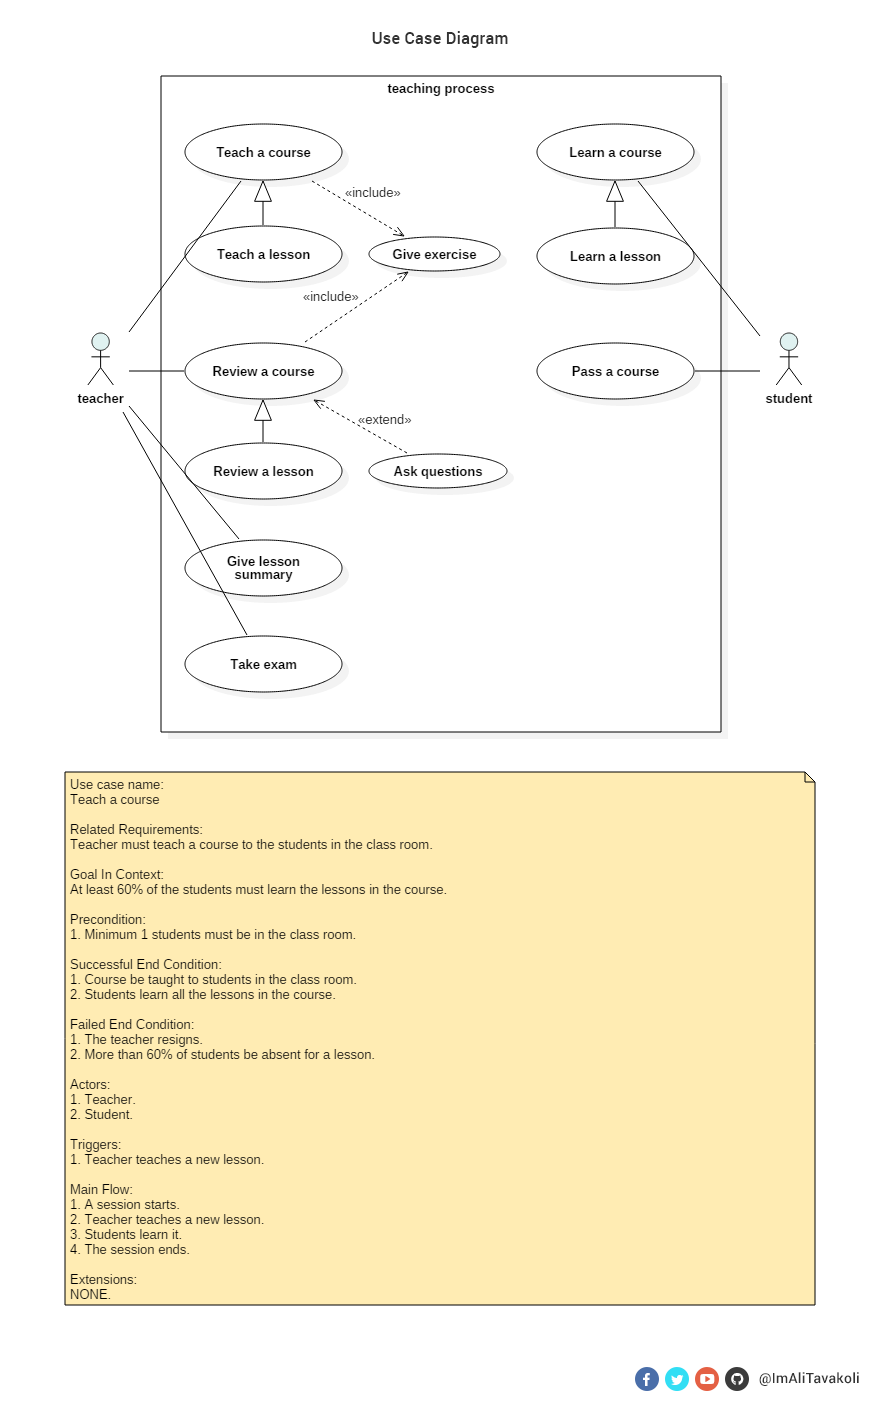 Use Case Diagram
teaching process
Teach a course
Learn a course
«include»
Teach a lesson
Give exercise
Learn a lesson
«include»
Review a course
Pass a course
teacher
student
«extend»
Review a lesson
Ask questions
Give lesson
summary
Take exam
Use case name:
Teach a course
Related Requirements:
Teacher must teach a course to the students in the class room.
Goal In Context:
At least 60% of the students must learn the lessons in the course.
Precondition:
1. Minimum 1 students must be in the class room.
Successful End Condition:
1. Course be taught to students in the class room.
2. Students learn all the lessons in the course.
Failed End Condition:
1. The teacher resigns.
2. More than 60% of students be absent for a lesson.
Actors:
1. Teacher.
2. Student.
Triggers:
1. Teacher teaches a new lesson.
Main Flow:
1. A session starts.
2. Teacher teaches a new lesson.
3. Students learn it.
4. The session ends.
Extensions:
NONE.
@ImAliTavakoli